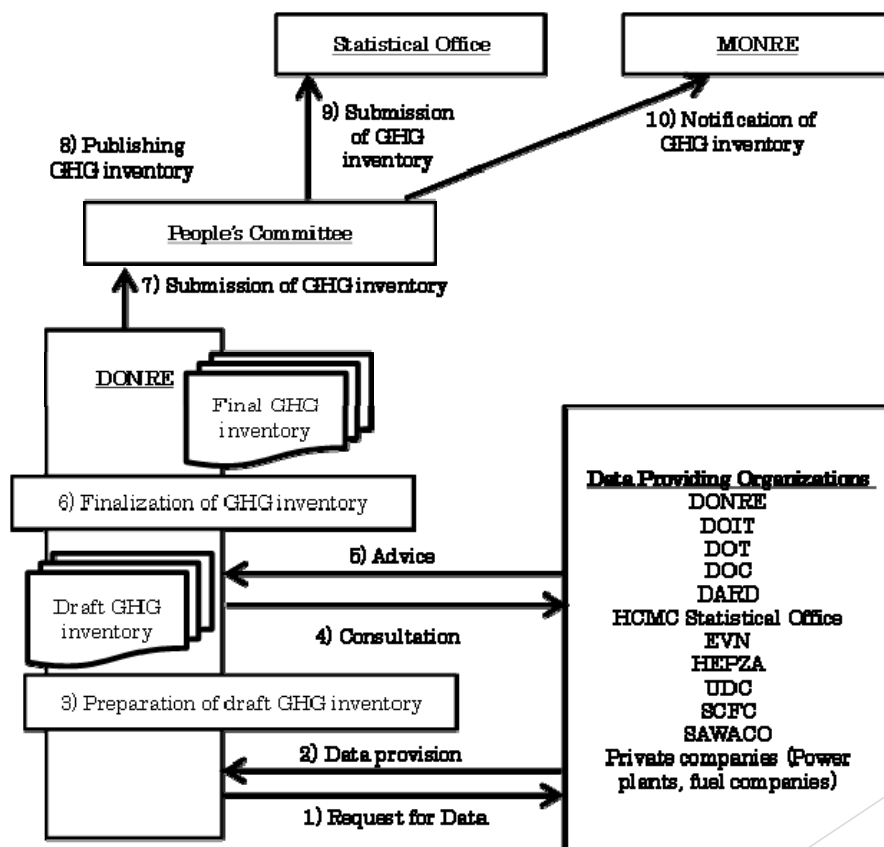 Statistical Office
MONRE
9) Submission
of GHG
inventory
10) Notification of
GHG inventory
8) Publishing
GHG inventory
People's Committee
7) Submission of GHG inventory
DONRE
Final GHG
inventory
6) Finalization of GHG inventory
Draft GHG
inventory
5) Advice
4) Consultation
3) Preparation of draft GHG inventory
2) Data provision
1) Request for Data
Data Providing Organizations
DONRE
DOIT
DOT
DOC
DARD
HCMC Statistical Office
EVN
HEPZA
UDC
SCFC
SAWACO
Private companies (Power
plants, fuel companies)